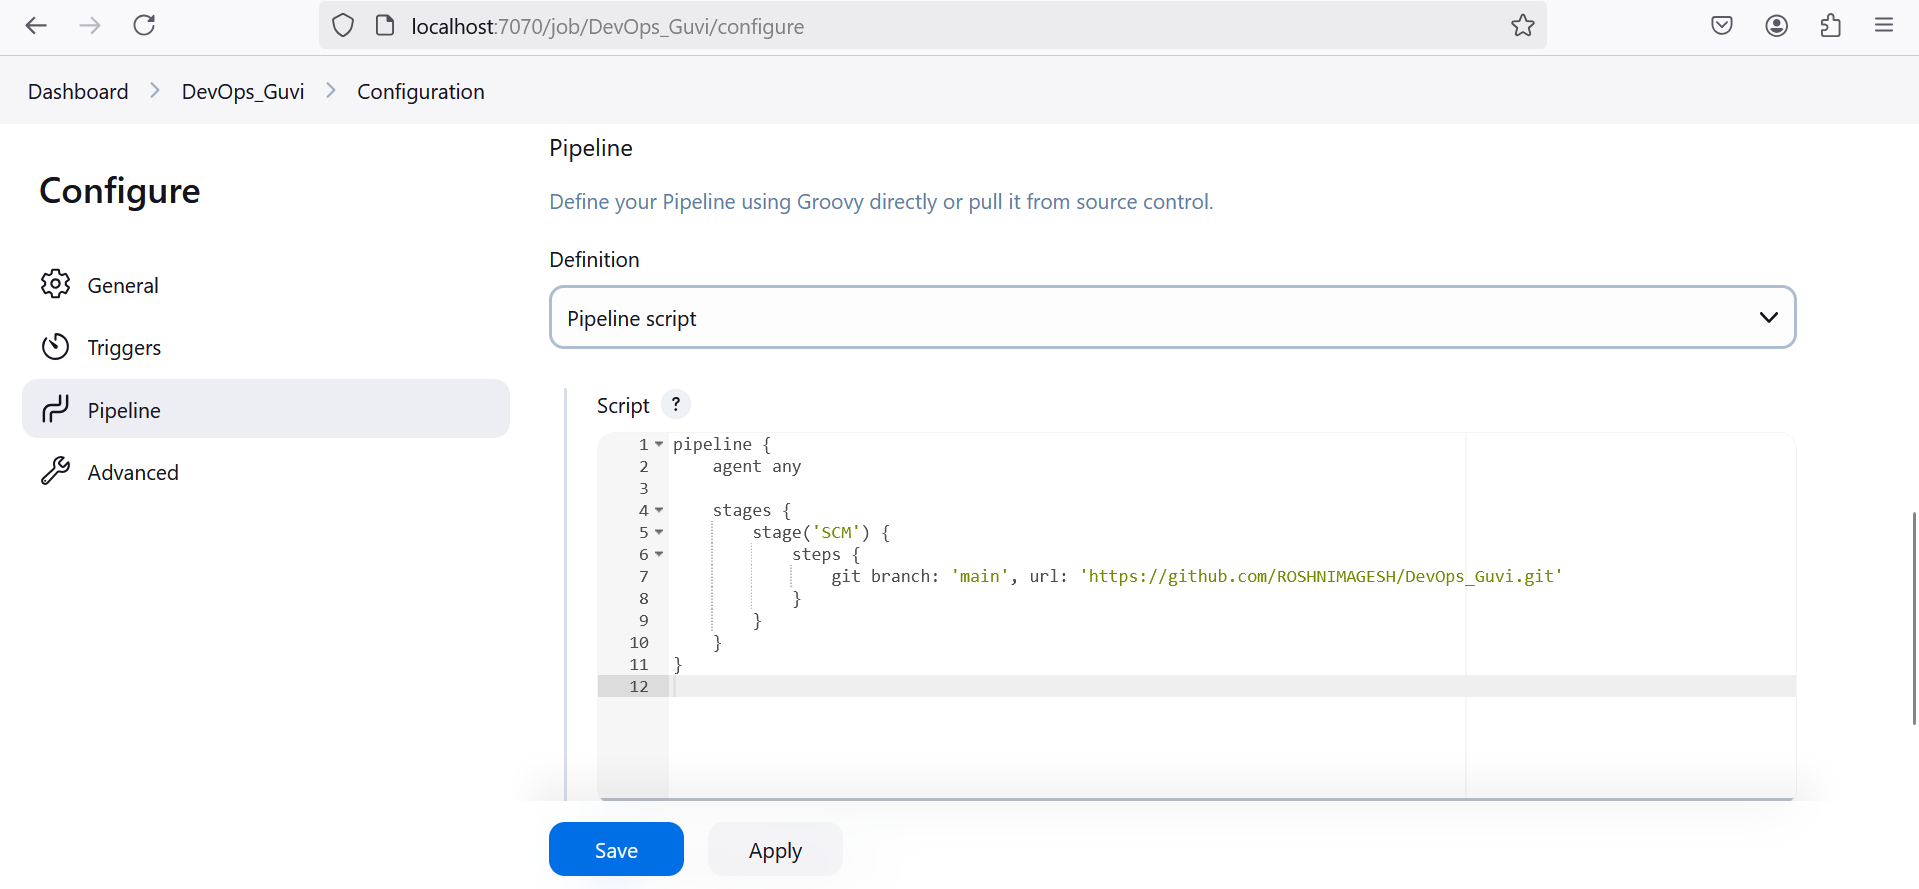 localhost:7070/job/DevOps_Guvi/configure
Dashboard > DevOps_Guvi > Configuration
Configure
General
Triggers
Pipeline
Advanced
Pipeline
Define your Pipeline using Groovy directly or pull it from source control.
Definition
Pipeline script
Script ?
1 pipeline {
2     agent any
3
4     stages {
5         stage('SCM') {
6             steps {
7                 git branch: 'main', url: 'https://github.com/ROSHNIMAGESH/DevOps_Guvi.git'
8             }
9         }
10     }
11 }
12
Save Apply